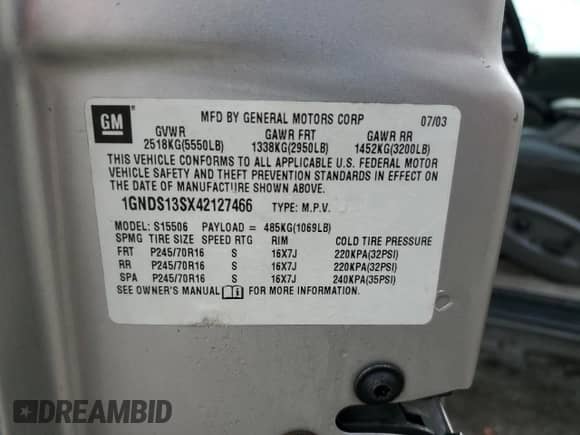 GM
MFD BY GENERAL MOTORS CORP 07/03
GVWR GAWR FRT GAWR RR
2518KG(5550LB) 1338KG(2950LB) 1452KG(3200LB)
THIS VEHICLE CONFORMS TO ALL APPLICABLE U.S. FEDERAL MOTOR
VEHICLE SAFETY AND THEFT PREVENTION STANDARDS IN EFFECT ON
THE DATE OF MANUFACTURE SHOWN ABOVE.
1GNDS13SX42127466 TYPE: M.P.V.
MODEL: S15506 PAYLOAD = 485KG(1069LB)
SPMG TIRE SIZE SPEED RTG RIM COLD TIRE PRESSURE
FRT P245/70R16 S 16X7J 220KPA(32PSI)
RR P245/70R16 S 16X7J 220KPA(32PSI)
SPA P245/70R16 S 16X7J 240KPA(35PSI)
SEE OWNER'S MANUAL FOR MORE INFORMATION.
DREAMBID